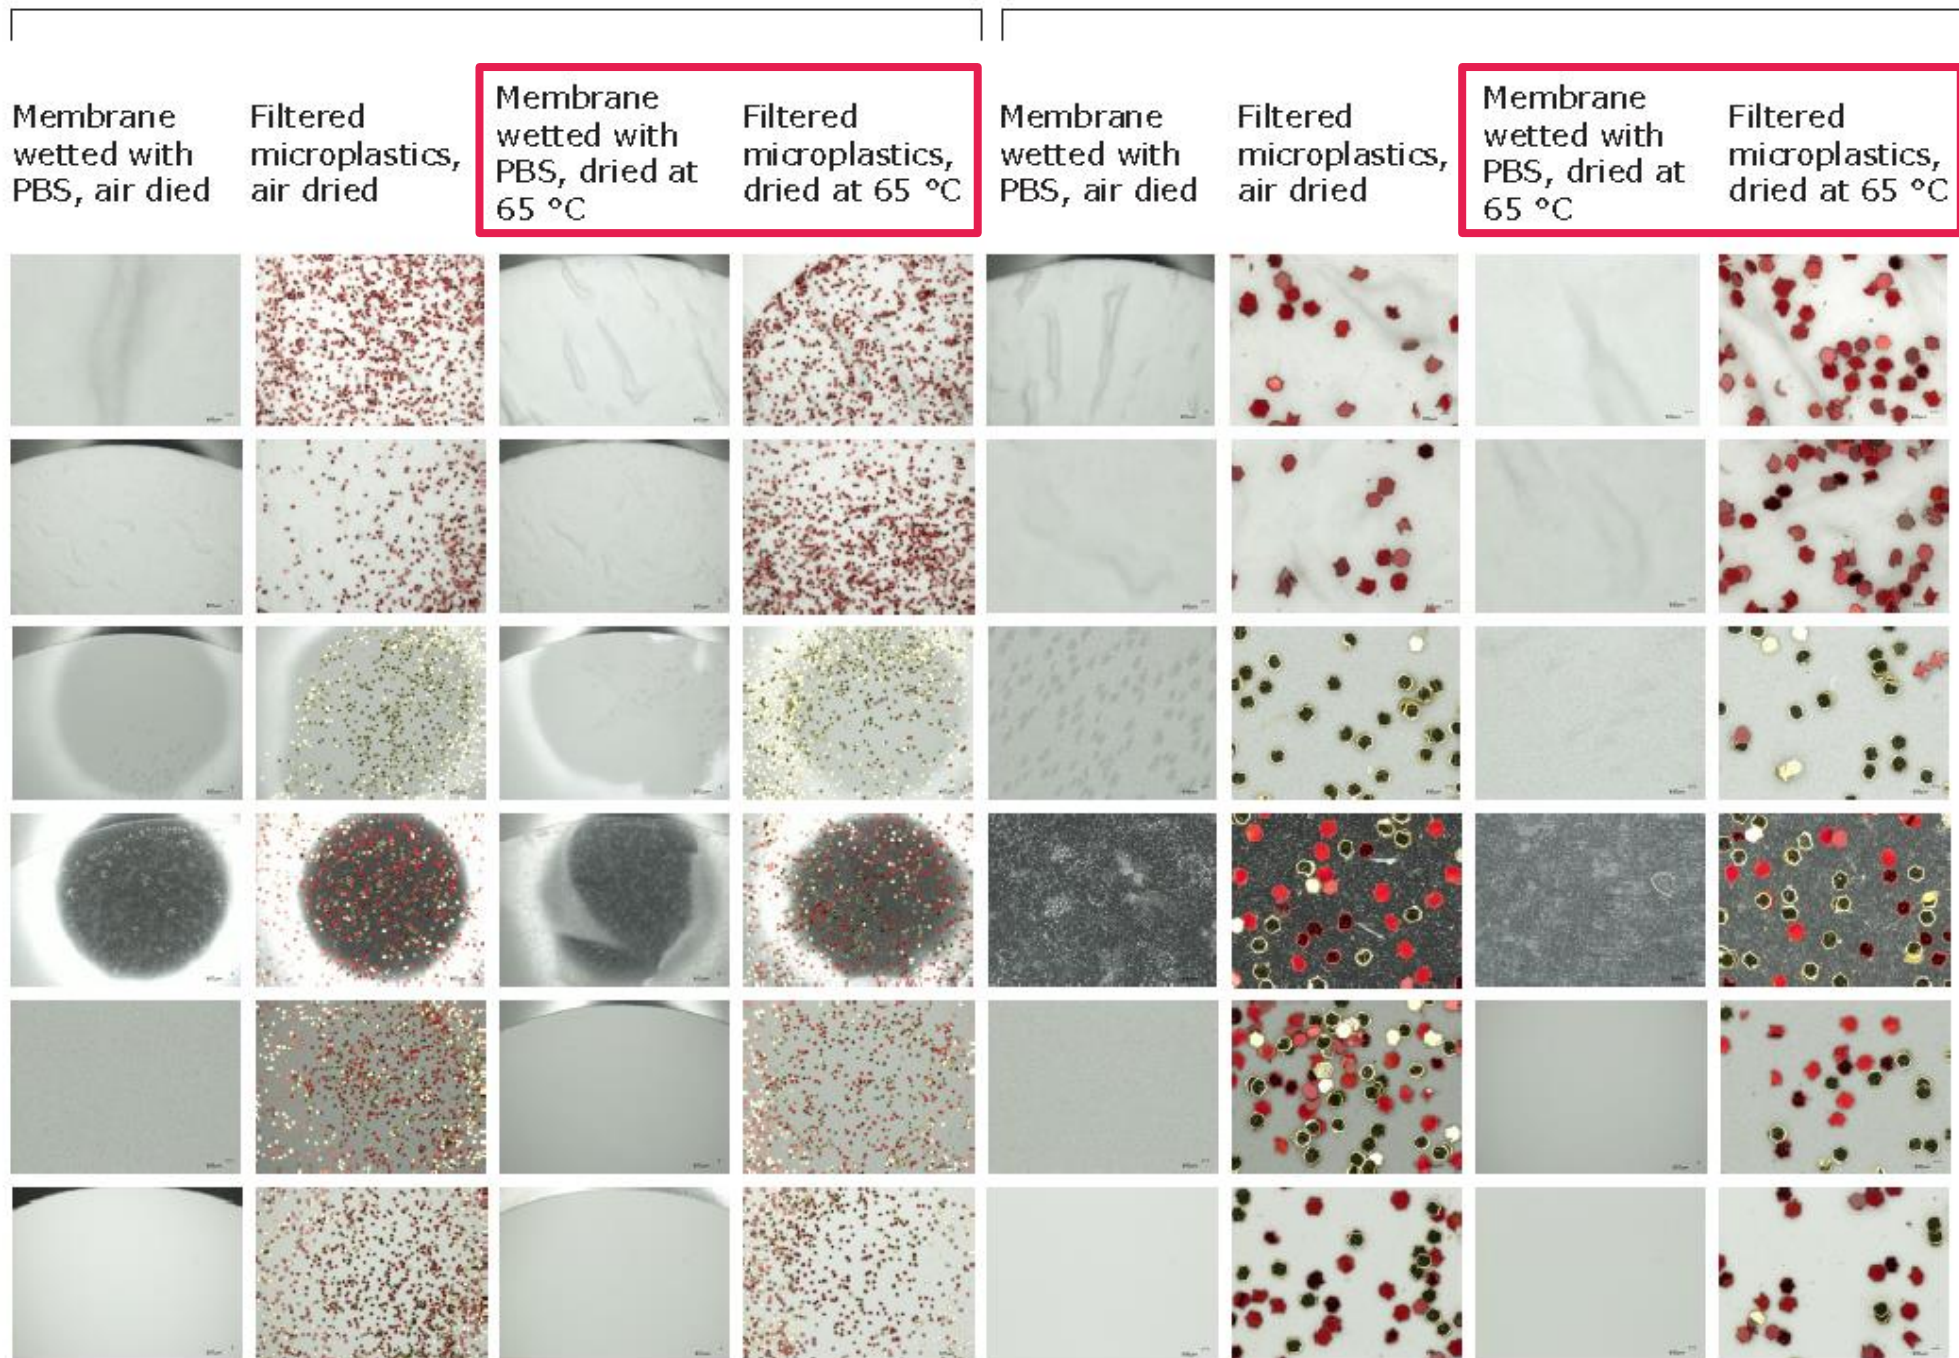 Membrane
wetted with
PBS, air died
Filtered
microplastics,
air dried
Membrane
wetted with
PBS, dried at
65 °C
Filtered
microplastics,
dried at 65 °C
Membrane
wetted with
PBS, air died
Filtered
microplastics,
air dried
Membrane
wetted with
PBS, dried at
65 °C
Filtered
microplastics,
dried at 65 °C